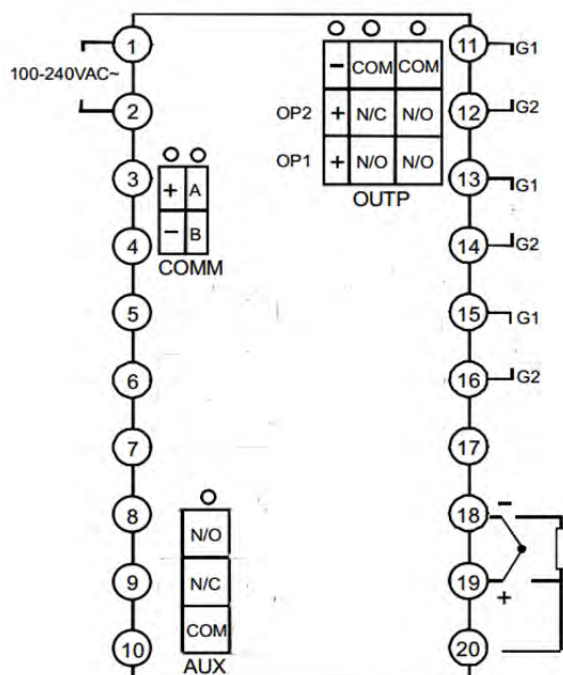 1 11 G1
100-240VAC~
− COM COM
2 OP2 + N/C N/O 12 G2
OP1 + N/O N/O
3 13 G1
+ A OUTP
− B
4 14 G2
COMM
5 15 G1
6 16 G2
7 17
8 18 −
N/O
9 N/C 19 +
10 COM 20
AUX